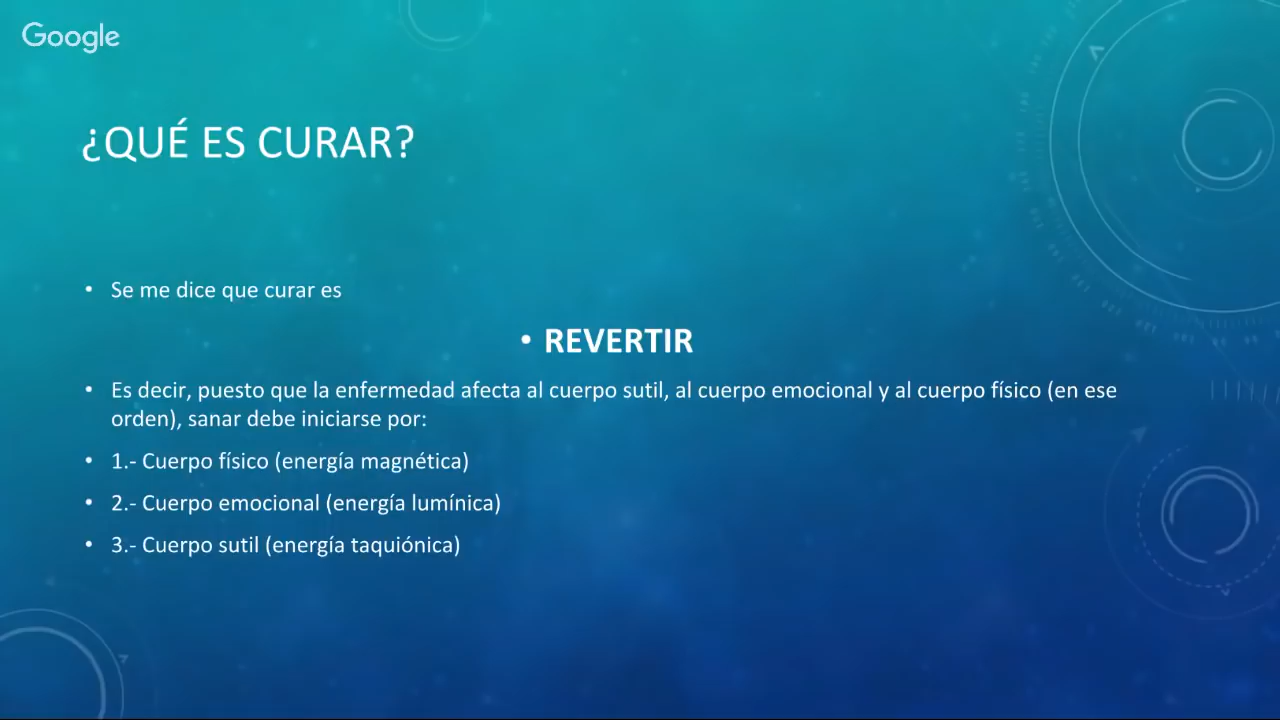 Google
¿QUÉ ES CURAR?
• Se me dice que curar es
• REVERTIR
• Es decir, puesto que la enfermedad afecta al cuerpo sutil, al cuerpo emocional y al cuerpo físico (en ese
orden), sanar debe iniciarse por:
• 1.- Cuerpo físico (energía magnética)
• 2.- Cuerpo emocional (energía lumínica)
• 3.- Cuerpo sutil (energía taquiónica)